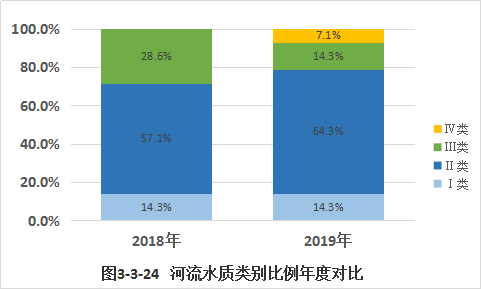 100.0%
80.0%
60.0%
40.0%
20.0%
0.0%
28.6%
57.1%
14.3%
7.1%
14.3%
64.3%
14.3%
2018年
2019年
Ⅳ类
III类
II类
I类
图3-3-24 河流水质类别比例年度对比